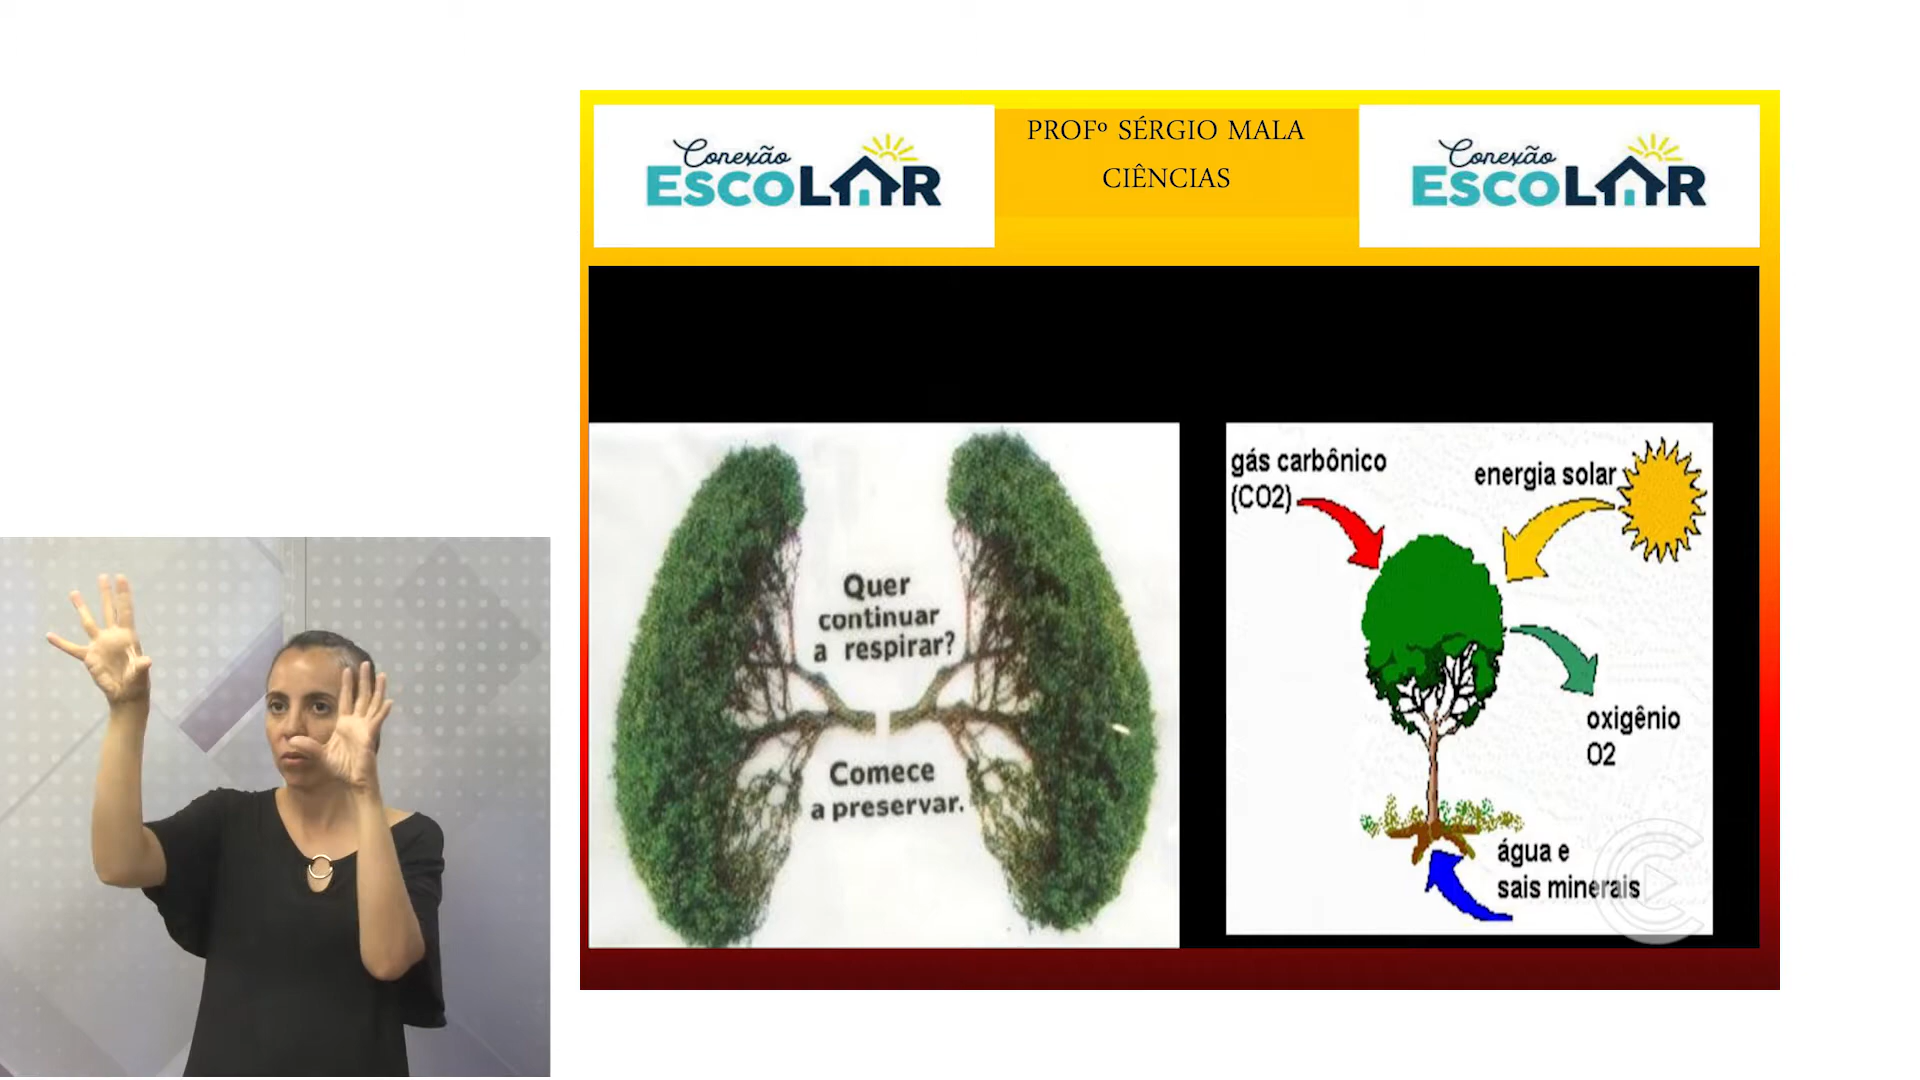 Conexão
ESCOLAR
PROFº SÉRGIO MALA
CIÊNCIAS
Conexão
ESCOLAR
Quer
continuar
a respirar?
Comece
a preservar.
gás carbônico
(CO2)
energia solar
oxigênio
O2
água e
sais minerais